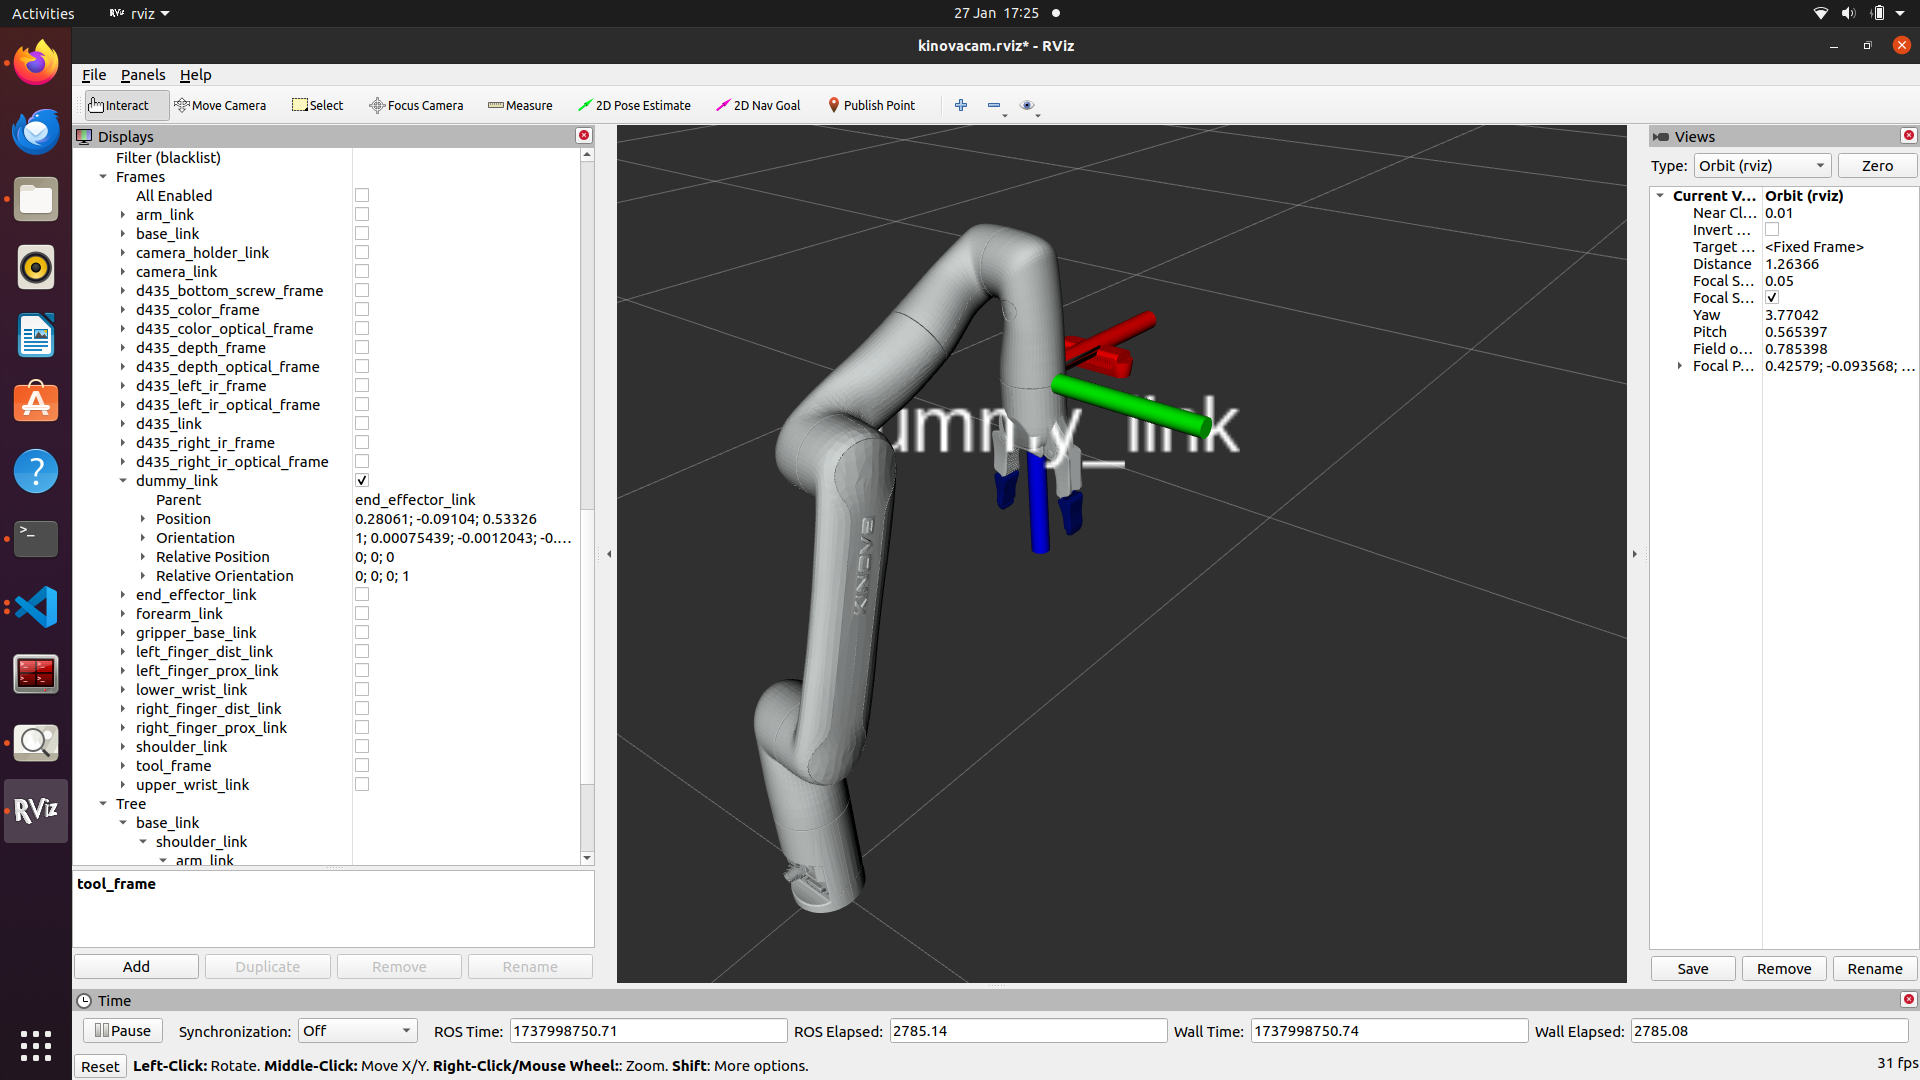 Activities RViz rviz 27 Jan 17:25
kinovacam.rviz* - RViz
File Panels Help
Interact Move Camera Select Focus Camera Measure 2D Pose Estimate 2D Nav Goal Publish Point
Displays
Filter (blacklist)
Frames
All Enabled
arm_link
base_link
camera_holder_link
camera_link
d435_bottom_screw_frame
d435_color_frame
d435_color_optical_frame
d435_depth_frame
d435_depth_optical_frame
d435_left_ir_frame
d435_left_ir_optical_frame
d435_link
d435_right_ir_frame
d435_right_ir_optical_frame
dummy_link
Parent end_effector_link
Position 0.28061; -0.09104; 0.53326
Orientation 1; 0.00075439; -0.0012043; -0....
Relative Position 0; 0; 0
Relative Orientation 0; 0; 0; 1
end_effector_link
forearm_link
gripper_base_link
left_finger_dist_link
left_finger_prox_link
lower_wrist_link
right_finger_dist_link
right_finger_prox_link
shoulder_link
tool_frame
upper_wrist_link
Tree
base_link
shoulder_link
arm_link
tool_frame
Add Duplicate Remove Rename
ummy_link
KINOVA
Views
Type: Orbit (rviz) Zero
Current V... Orbit (rviz)
Near Cl... 0.01
Invert ...
Target ... <Fixed Frame>
Distance 1.26366
Focal S... 0.05
Focal S...
Yaw 3.77042
Pitch 0.565397
Field o... 0.785398
Focal P... 0.42579; -0.093568; ...
Save Remove Rename
Time
Pause Synchronization: Off ROS Time: 1737998750.71 ROS Elapsed: 2785.14 Wall Time: 1737998750.74 Wall Elapsed: 2785.08
Reset Left-Click: Rotate. Middle-Click: Move X/Y. Right-Click/Mouse Wheel:: Zoom. Shift: More options. 31 fps
RViz